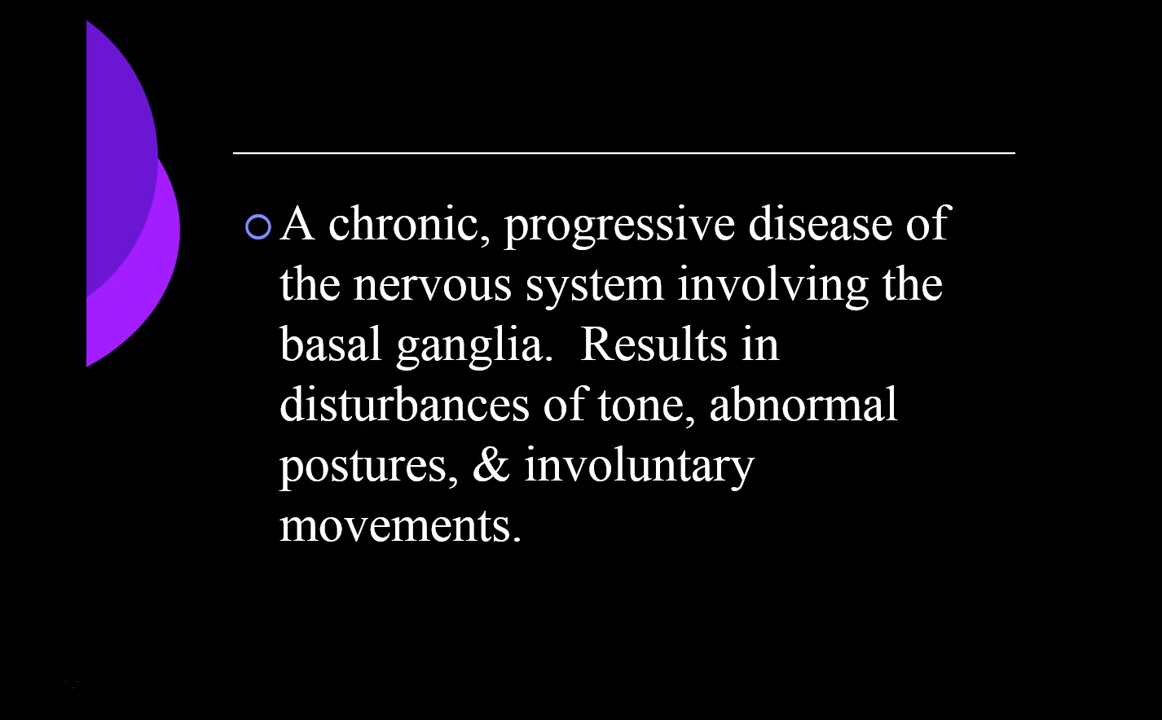 A chronic, progressive disease of
the nervous system involving the
basal ganglia.  Results in
disturbances of tone, abnormal
postures, & involuntary
movements.